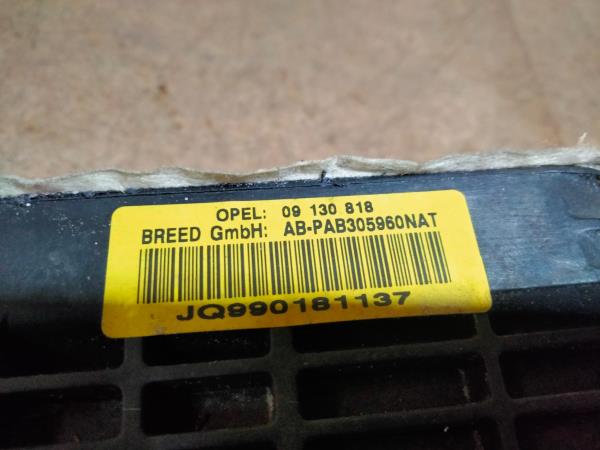 OPEL: 09 130 818
BREED GmbH: AB-PAB305960NAT
JQ990181137